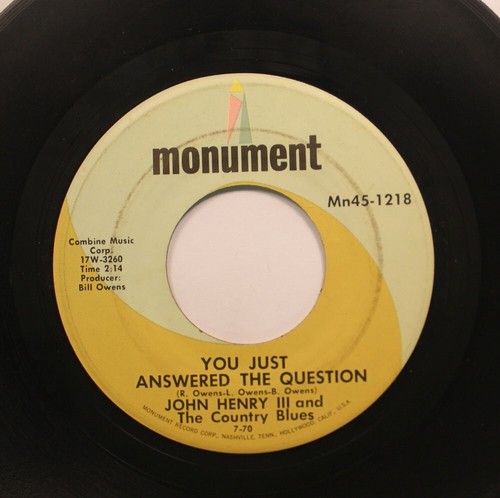 monument
Mn45-1218
Combine Music
Corp.
17W-3260
Time 2:14
Producer:
Bill Owens
YOU JUST
ANSWERED THE QUESTION
(R. Owens-L. Owens-B. Owens)
JOHN HENRY III and
The Country Blues
7-70
MONUMENT RECORD CORP., NASHVILLE, TENN., HOLLYWOOD CALIF., U.S.A.